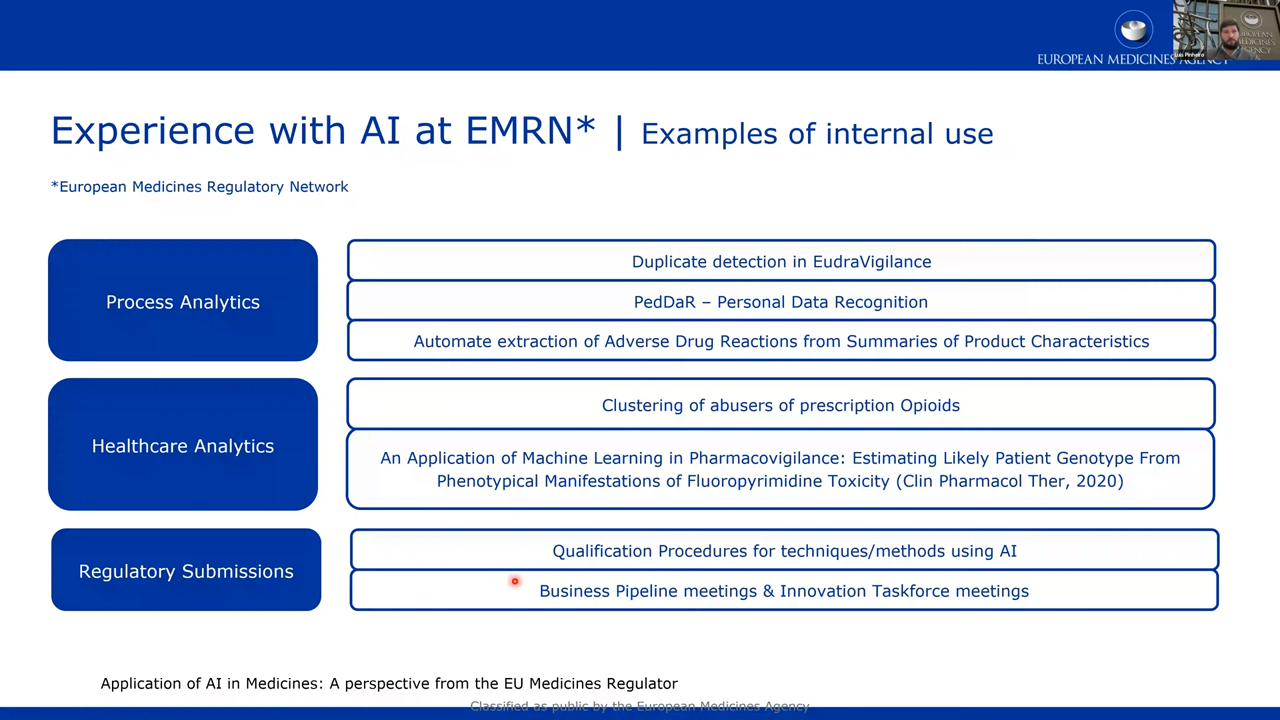 EUROPEAN MEDICINES AGENCY
Luis Pinheiro
Experience with AI at EMRN* | Examples of internal use
*European Medicines Regulatory Network
Process Analytics
Duplicate detection in EudraVigilance
PedDaR – Personal Data Recognition
Automate extraction of Adverse Drug Reactions from Summaries of Product Characteristics
Healthcare Analytics
Clustering of abusers of prescription Opioids
An Application of Machine Learning in Pharmacovigilance: Estimating Likely Patient Genotype From
Phenotypical Manifestations of Fluoropyrimidine Toxicity (Clin Pharmacol Ther, 2020)
Regulatory Submissions
Qualification Procedures for techniques/methods using AI
Business Pipeline meetings & Innovation Taskforce meetings
Application of AI in Medicines: A perspective from the EU Medicines Regulator
Classified as public by the European Medicines Agency